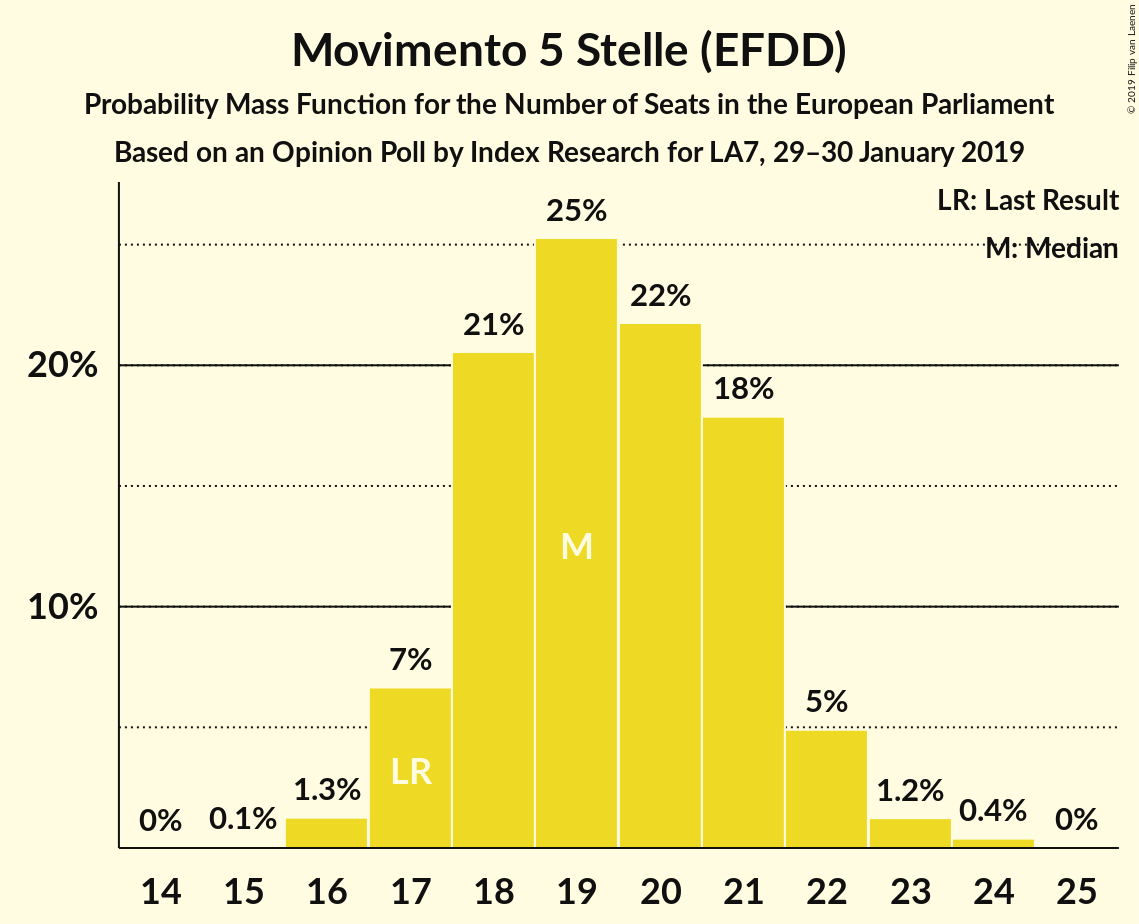 Movimento 5 Stelle (EFDD)
Probability Mass Function for the Number of Seats in the European Parliament
Based on an Opinion Poll by Index Research for LA7, 29–30 January 2019
© 2019 Filip van Laenen
LR: Last Result
M: Median
25%
22%
21%
20%
18%
M
10%
7%
5%
LR
1.3%
1.2%
0.4%
0%
0.1%
0%
14 15 16 17 18 19 20 21 22 23 24 25